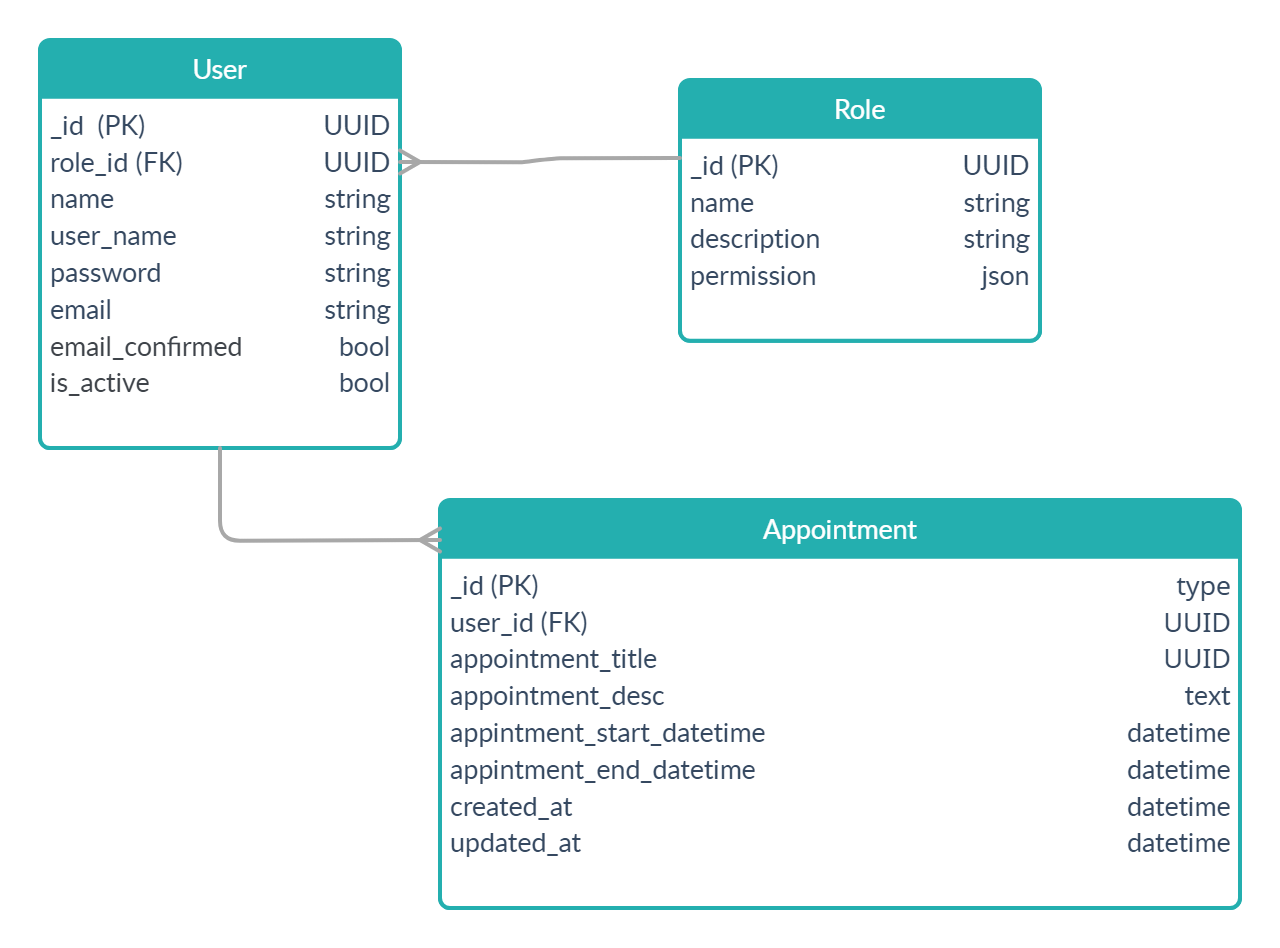 User
_id (PK) UUID
role_id (FK) UUID
name string
user_name string
password string
email string
email_confirmed bool
is_active bool
Role
_id (PK) UUID
name string
description string
permission json
Appointment
_id (PK) type
user_id (FK) UUID
appointment_title UUID
appointment_desc text
appintment_start_datetime datetime
appintment_end_datetime datetime
created_at datetime
updated_at datetime